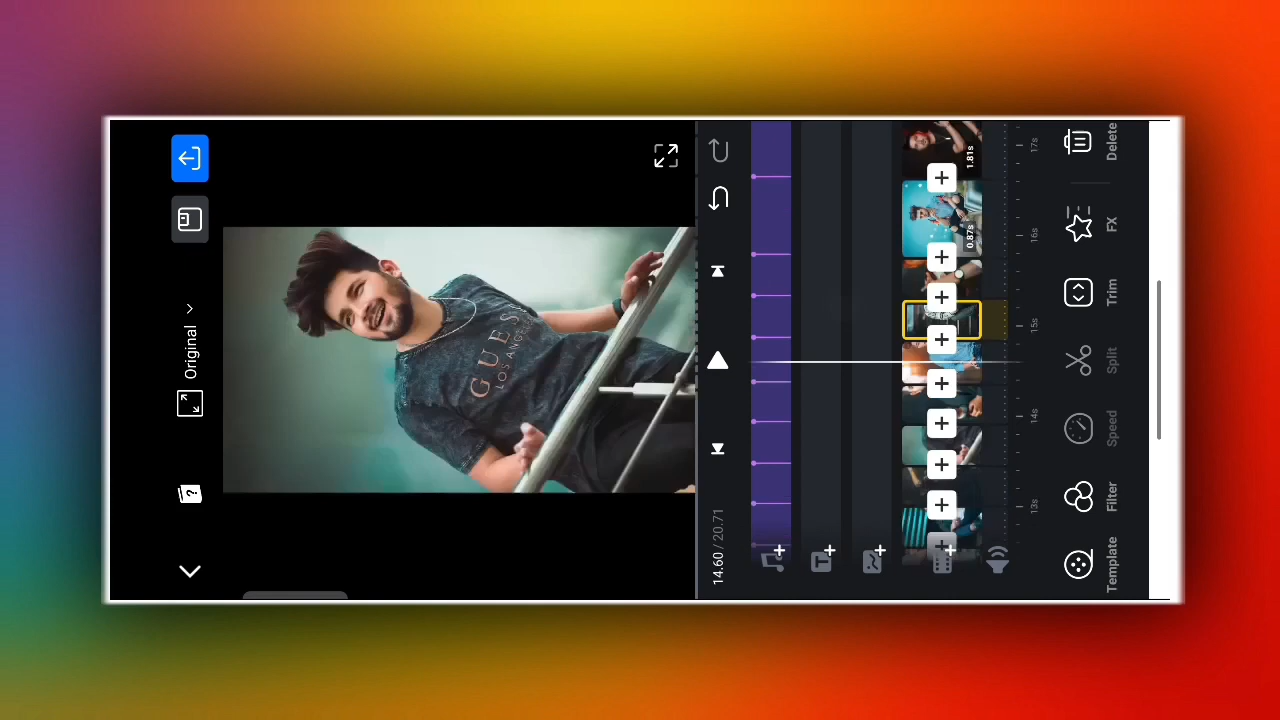 Original
GUESS
LOS ANGELES
14.60 / 20.71
1.81s
0.87s
17s
16s
15s
14s
13s
Delete
FX
Trim
Split
Speed
Filter
Template